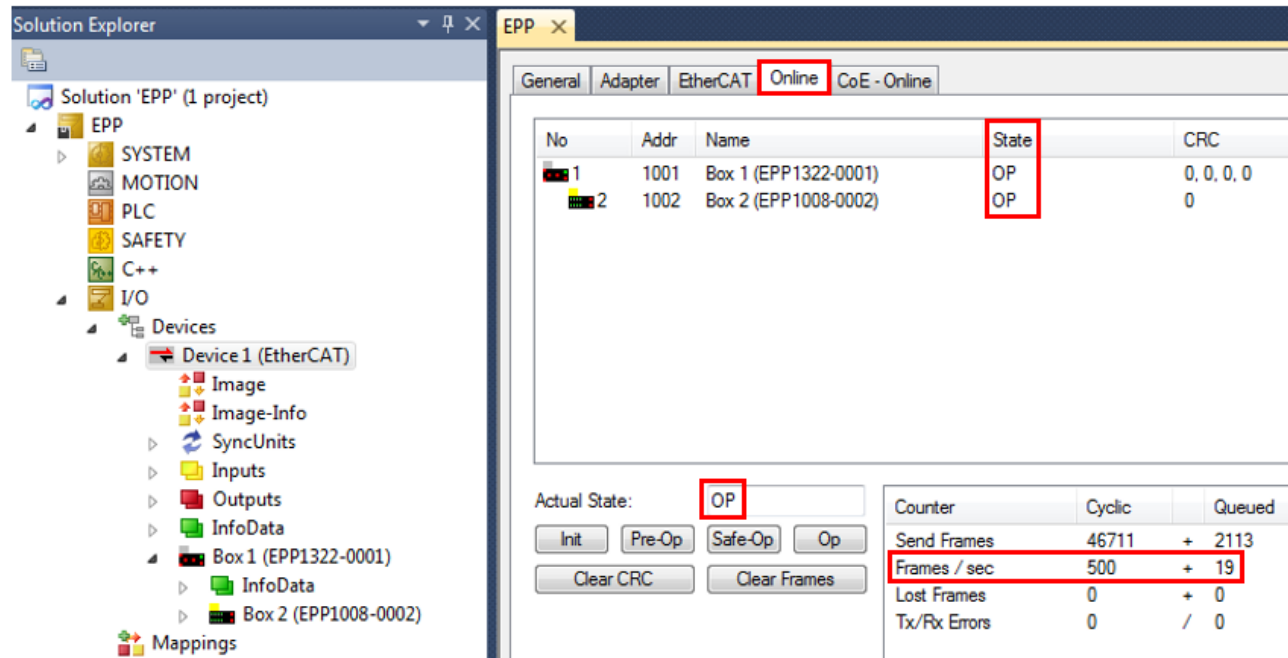 Solution Explorer
Solution 'EPP' (1 project)
EPP
SYSTEM
MOTION
PLC
SAFETY
C++
I/O
Devices
Device 1 (EtherCAT)
Image
Image-Info
SyncUnits
Inputs
Outputs
InfoData
Box 1 (EPP1322-0001)
InfoData
Box 2 (EPP1008-0002)
Mappings
EPP
General Adapter EtherCAT Online CoE - Online
No Addr Name State CRC
1 1001 Box 1 (EPP1322-0001) OP 0, 0, 0, 0
2 1002 Box 2 (EPP1008-0002) OP 0
Actual State: OP
Init Pre-Op Safe-Op Op
Clear CRC Clear Frames
Counter Cyclic Queued
Send Frames 46711 + 2113
Frames / sec 500 + 19
Lost Frames 0 + 0
Tx/Rx Errors 0 / 0